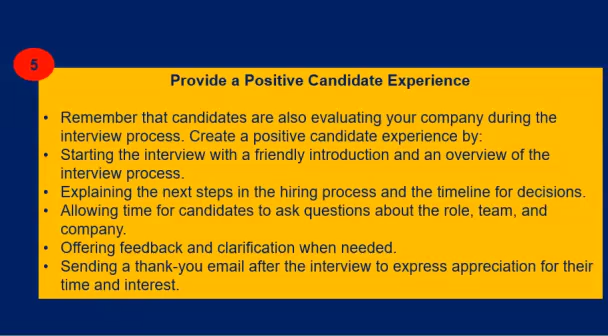 5
Provide a Positive Candidate Experience
• Remember that candidates are also evaluating your company during the
interview process. Create a positive candidate experience by:
• Starting the interview with a friendly introduction and an overview of the
interview process.
• Explaining the next steps in the hiring process and the timeline for decisions.
• Allowing time for candidates to ask questions about the role, team, and
company.
• Offering feedback and clarification when needed.
• Sending a thank-you email after the interview to express appreciation for their
time and interest.